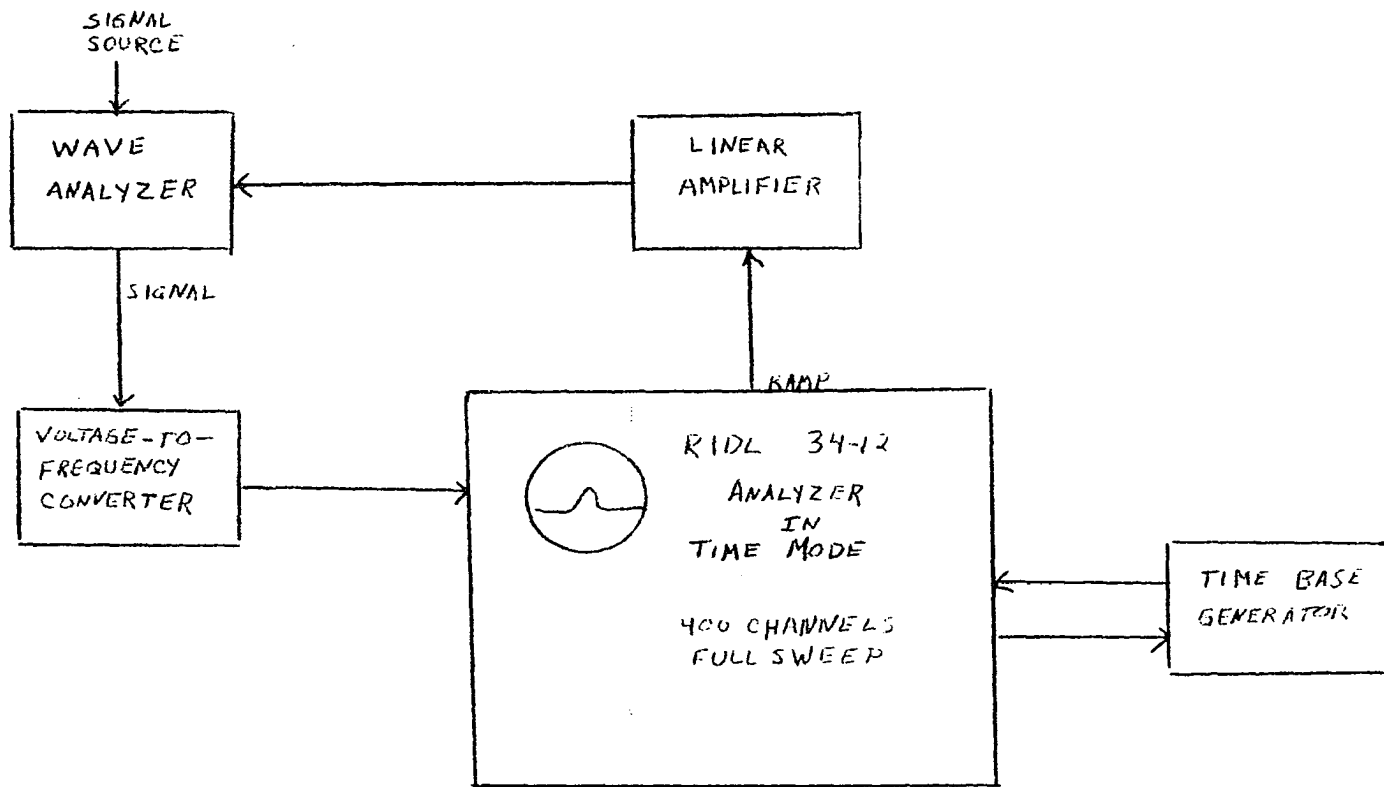 SIGNAL
SOURCE
WAVE
ANALYZER
LINEAR
AMPLIFIER
SIGNAL
RAMP
VOLTAGE-TO-
FREQUENCY
CONVERTER
RIDL 34-12
ANALYZER
IN
TIME MODE
400 CHANNELS
FULL SWEEP
TIME BASE
GENERATOR